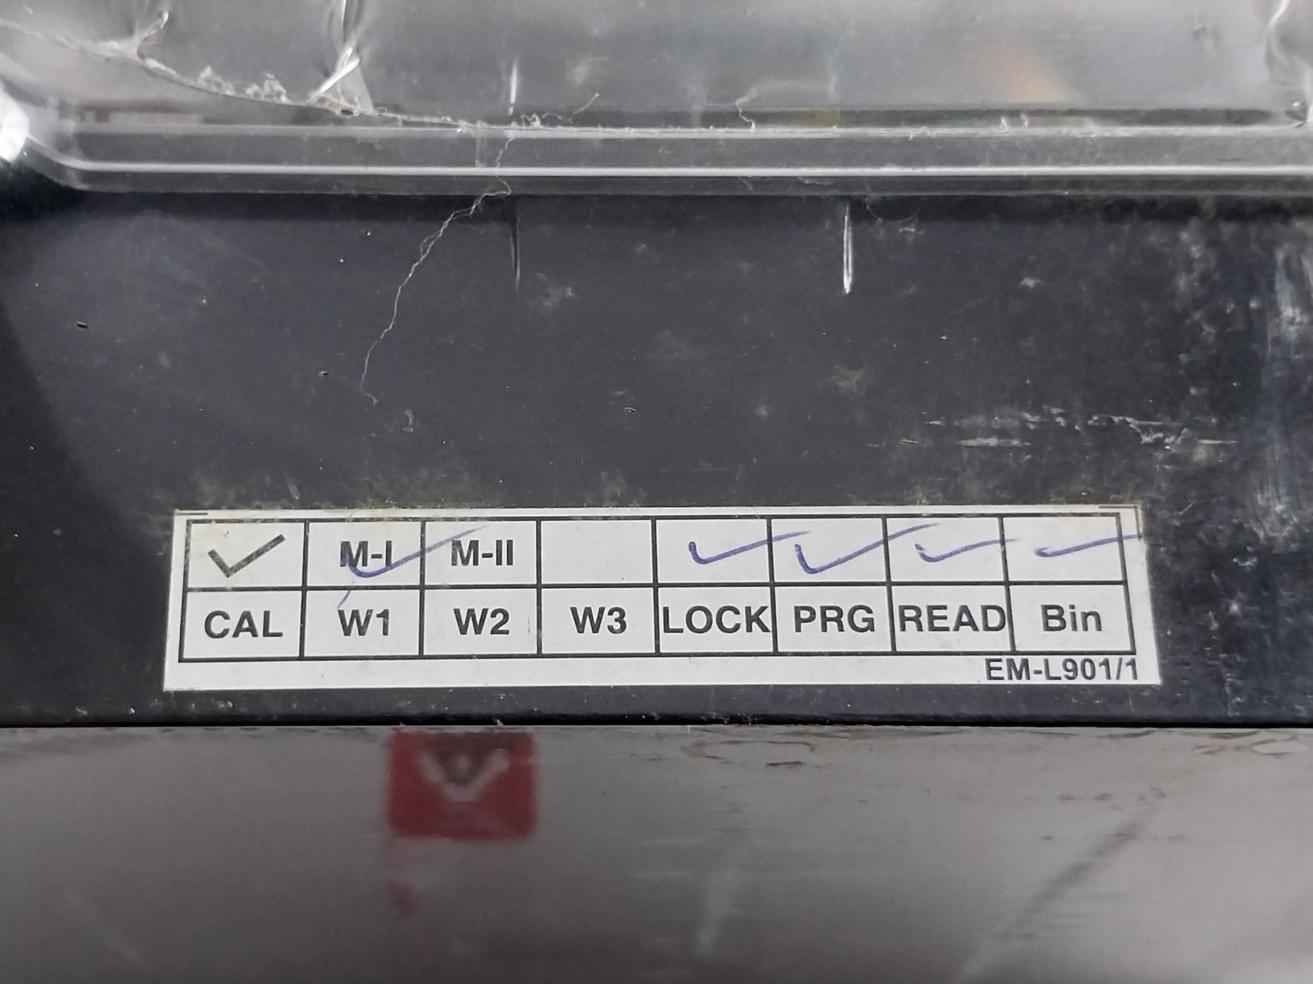 ✓ M-I ✓ M-II ✓ ✓ ✓ ✓
CAL W1 W2 W3 LOCK PRG READ Bin
EM-L901/1